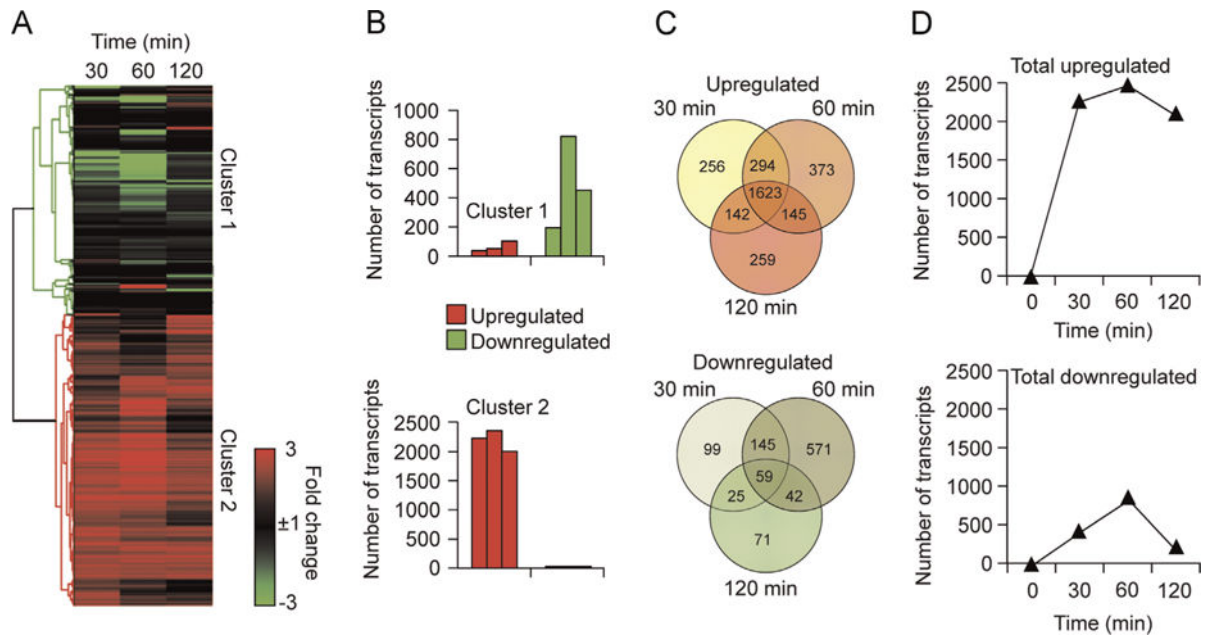 A
Time (min)
30 60 120
Cluster 1
Cluster 2
3
±1
-3
Fold change
B
Number of transcripts
1000
800
600
400
200
0
Cluster 1
Upregulated
Downregulated
Number of transcripts
2500
2000
1500
1000
500
0
Cluster 2
C
Upregulated
30 min
60 min
256
294
373
1623
142
145
259
120 min
Downregulated
30 min
60 min
99
145
571
59
25
42
71
120 min
D
Total upregulated
Number of transcripts
2500
2000
2500
1000
500
0
0 30 60 120
Time (min)
Total downregulated
Number of transcripts
2500
2000
1500
1000
500
0
0 30 60 120
Time (min)